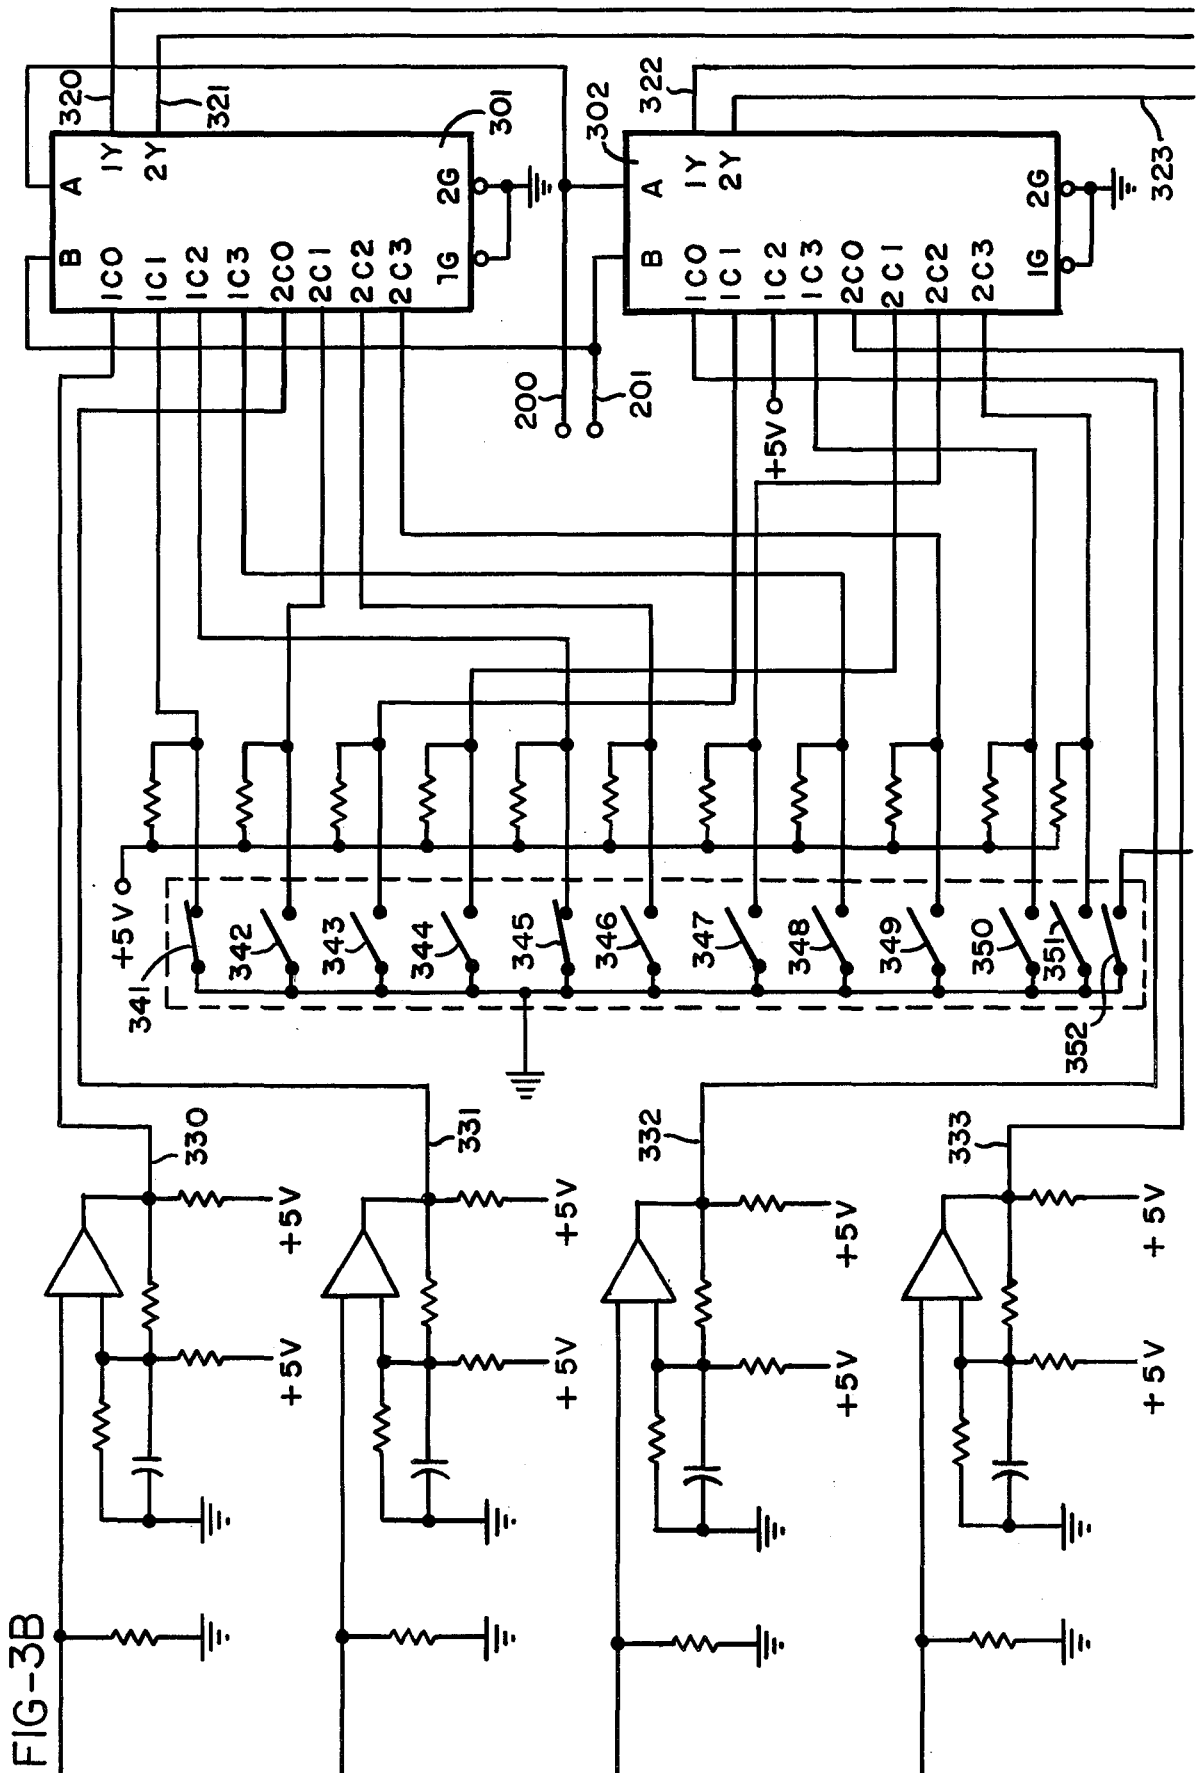 FIG-3B
320
321
301
A
B
1Y
2Y
1C0
1C1
1C2
1C3
2C0
2C1
2C2
2C3
1G
2G
322
302
323
A
B
1Y
2Y
1C0
1C1
1C2
1C3
2C0
2C1
2C2
2C3
1G
2G
200
201
+5V
+5V
341
342
343
344
345
346
347
348
349
350
351
352
330
331
332
333
+5V
+5V
+5V
+5V
+5V
+5V
+5V
+5V